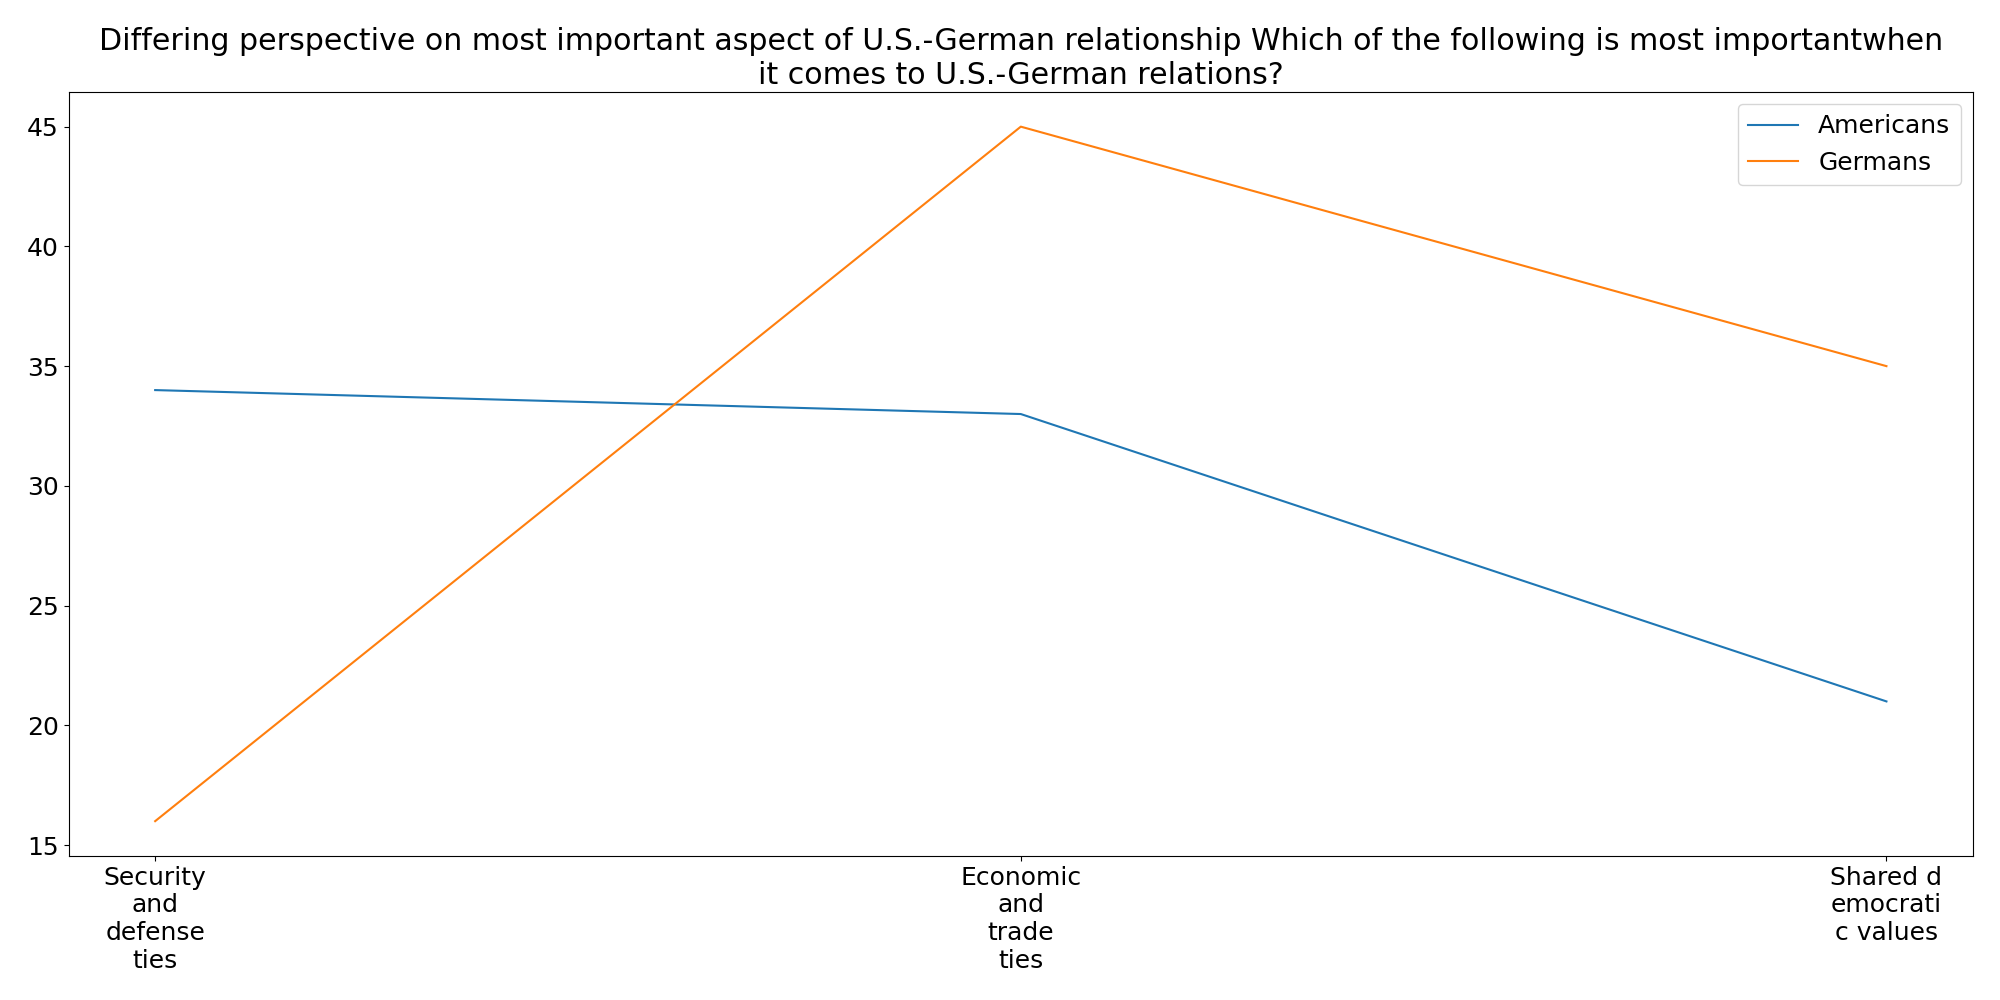 Differing perspective on most important aspect of U.S.-German relationship Which of the following is most importantwhen
it comes to U.S.-German relations?
Americans
Germans
45
40
35
30
25
20
15
Security
and
defense
ties
Economic
and
trade
ties
Shared d
emocrati
c values